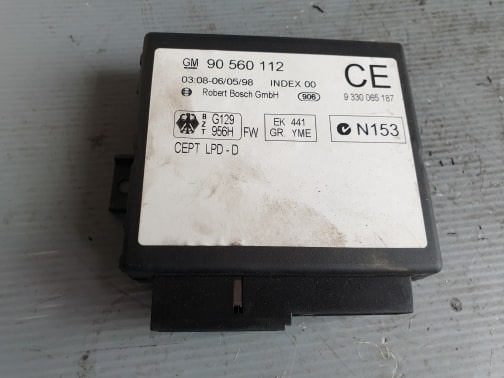 GM 90 560 112
03:08-06/05/98 INDEX 00
Robert Bosch GmbH 906
CE
9 330 065 187
BZT G129 956H FW
EK 441
GR. YME
N153
CEPT LPD-D